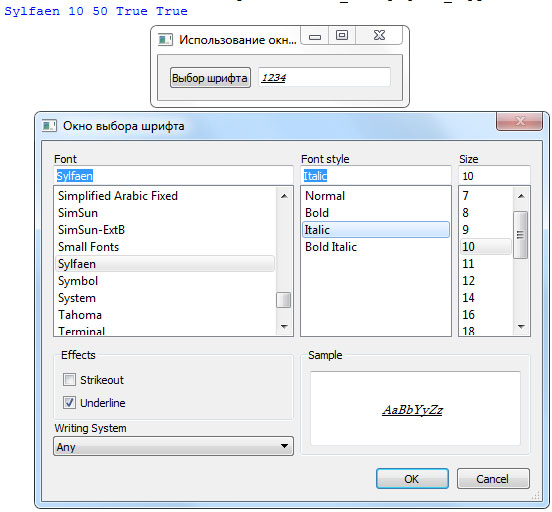 Sylfaen 10 50 True True
Использование окн...
Выбор шрифта 1234
Окно выбора шрифта
Font Font style Size
Sylfaen Italic 10
Simplified Arabic Fixed Normal 7
SimSun Bold 8
SimSun-ExtB Italic 9
Small Fonts Bold Italic 10
Sylfaen 11
Symbol 12
System 14
Tahoma 16
Terminal 18
Effects Sample
Strikeout
Underline AaBbYyZz
Writing System
Any
OK Cancel